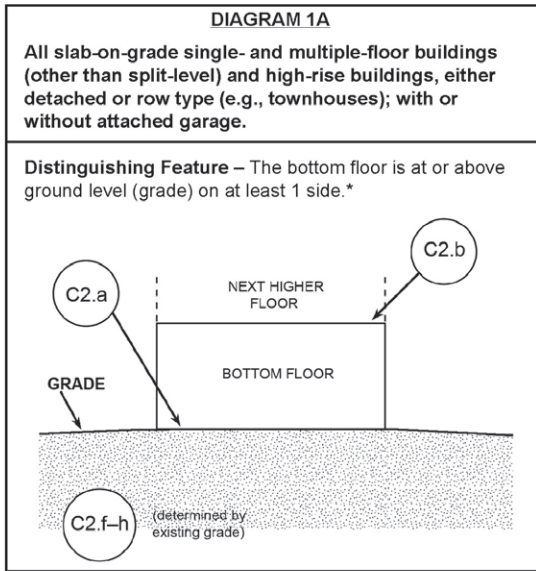 DIAGRAM 1A
All slab-on-grade single- and multiple-floor buildings
(other than split-level) and high-rise buildings, either
detached or row type (e.g., townhouses); with or
without attached garage.
Distinguishing Feature – The bottom floor is at or above
ground level (grade) on at least 1 side.*
C2.b
C2.a
NEXT HIGHER
FLOOR
BOTTOM FLOOR
GRADE
C2.f–h
(determined by
existing grade)